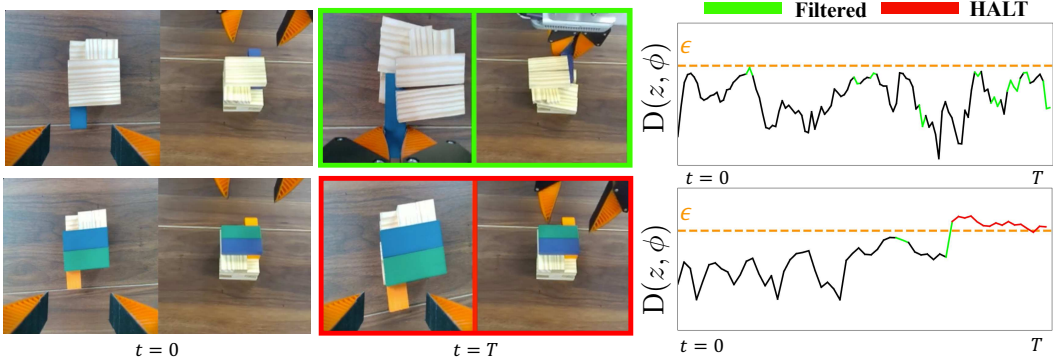 Filtered HALT
D(z, ϕ)
ϵ
t = 0 T
D(z, ϕ)
ϵ
t = 0 t = T t = 0 T